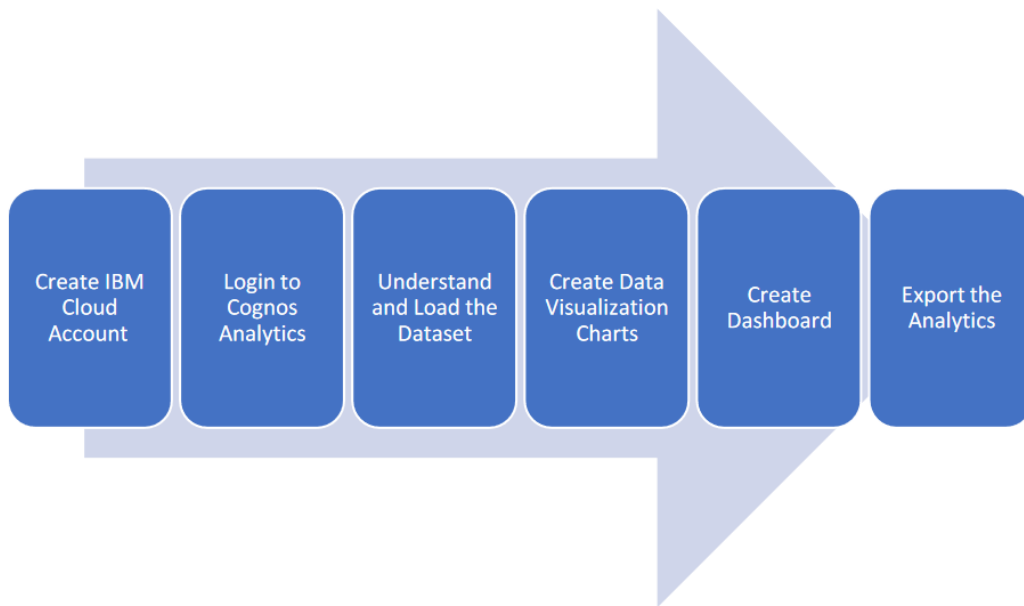 Create IBM
Cloud
Account
Login to
Cognos
Analytics
Understand
and Load the
Dataset
Create Data
Visualization
Charts
Create
Dashboard
Export the
Analytics